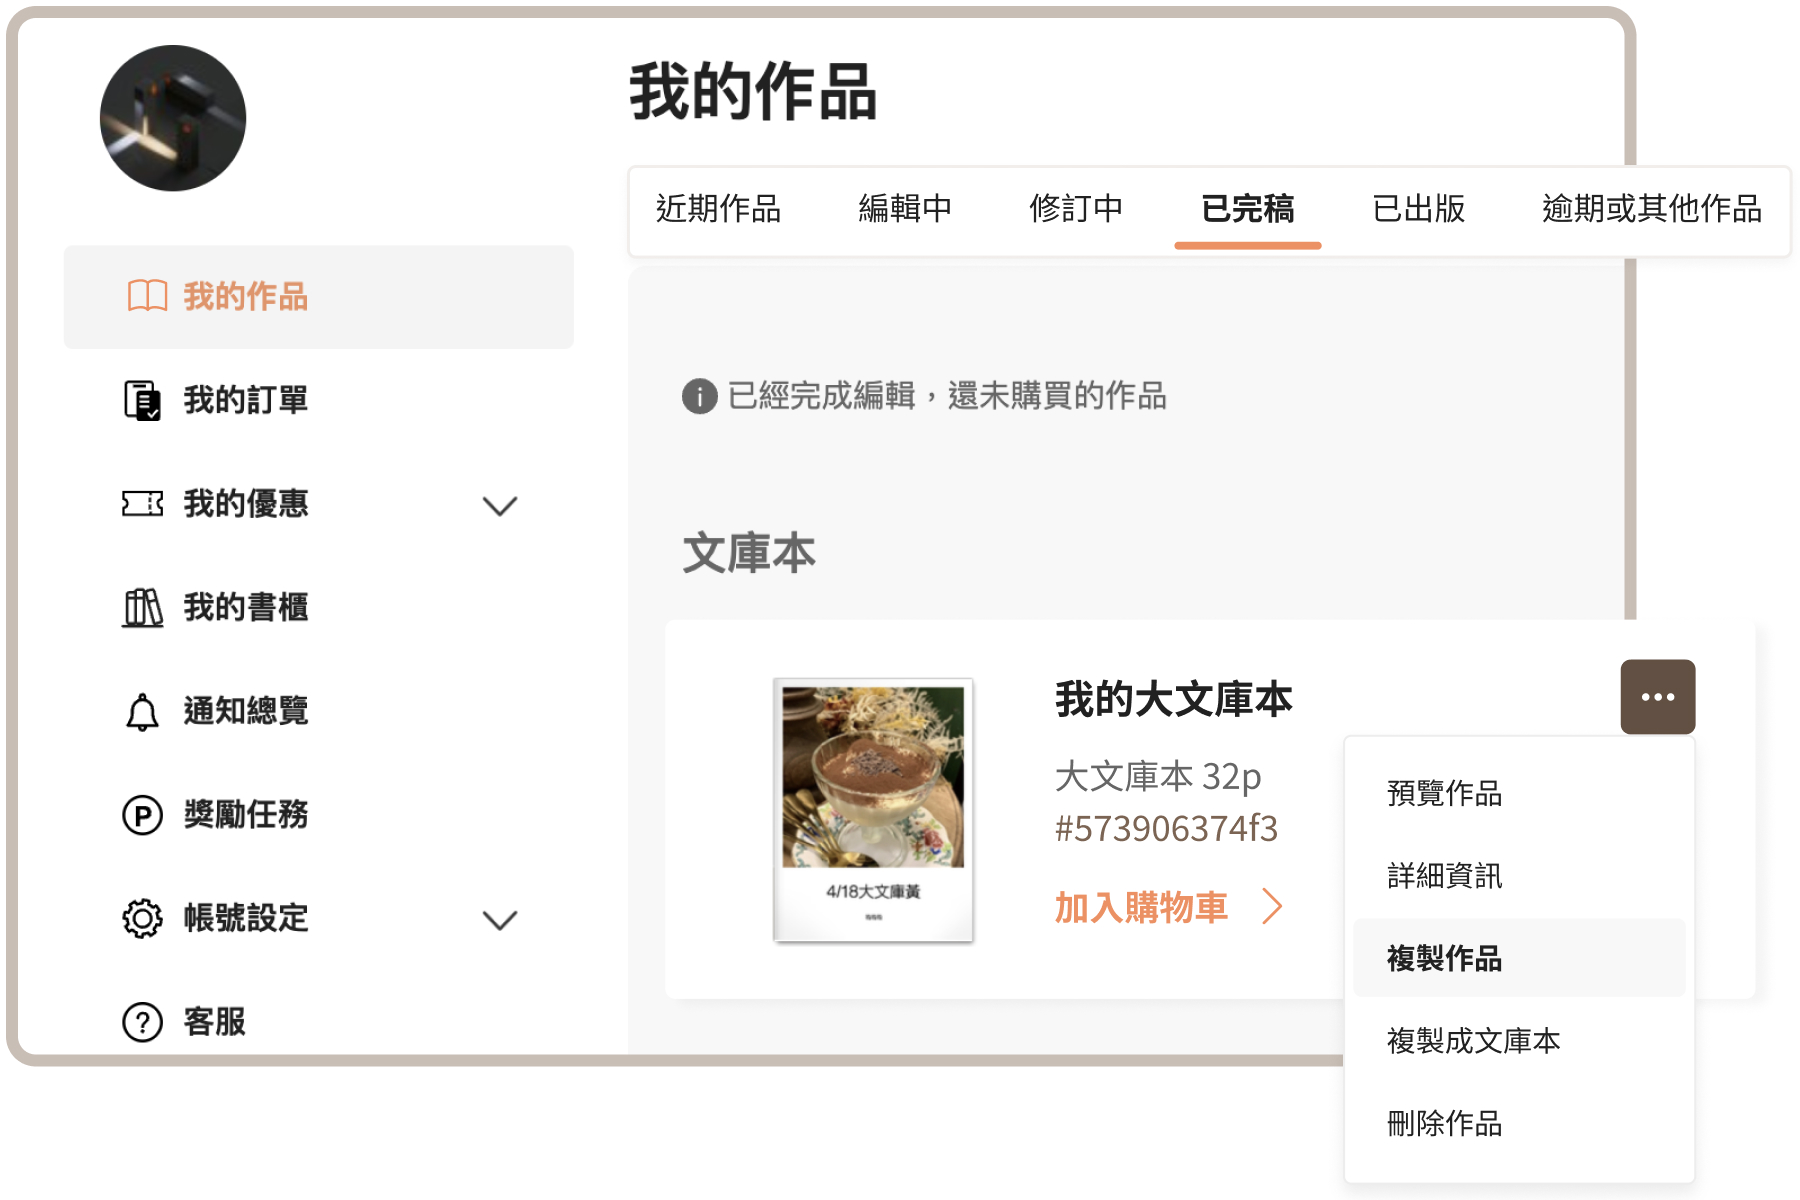 我的作品
近期作品 編輯中 修訂中 已完稿 已出版 逾期或其他作品
我的作品
我的訂單
我的優惠
我的書櫃
通知總覽
獎勵任務
帳號設定
客服
已經完成編輯，還未購買的作品
文庫本
4/18大文庫黃
我的大文庫本
大文庫本 32p
#573906374f3
加入購物車
預覽作品
詳細資訊
複製作品
複製成文庫本
刪除作品